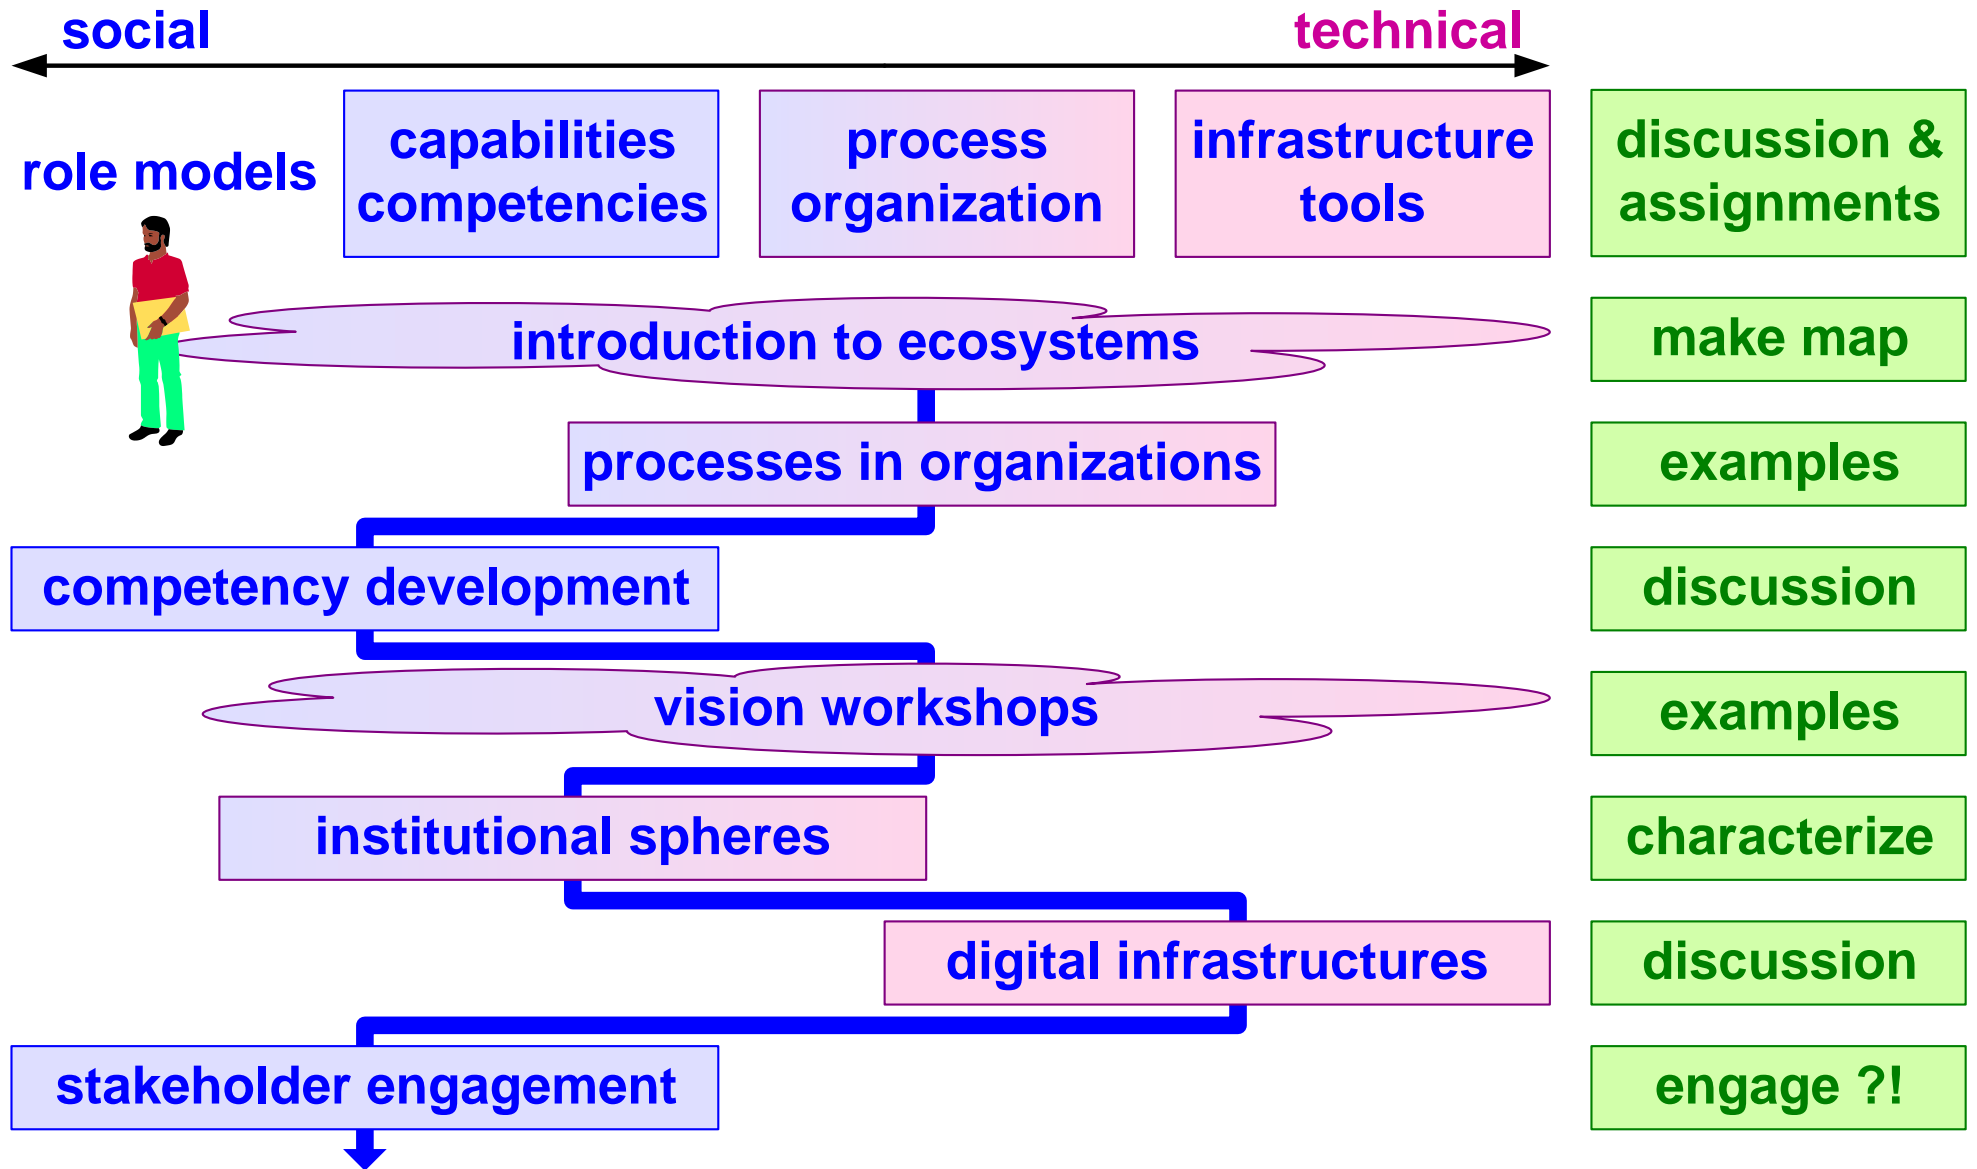 social
technical
role models
capabilities
competencies
process
organization
infrastructure
tools
discussion &
assignments
introduction to ecosystems
make map
processes in organizations
examples
competency development
discussion
vision workshops
examples
institutional spheres
characterize
digital infrastructures
discussion
stakeholder engagement
engage ?!